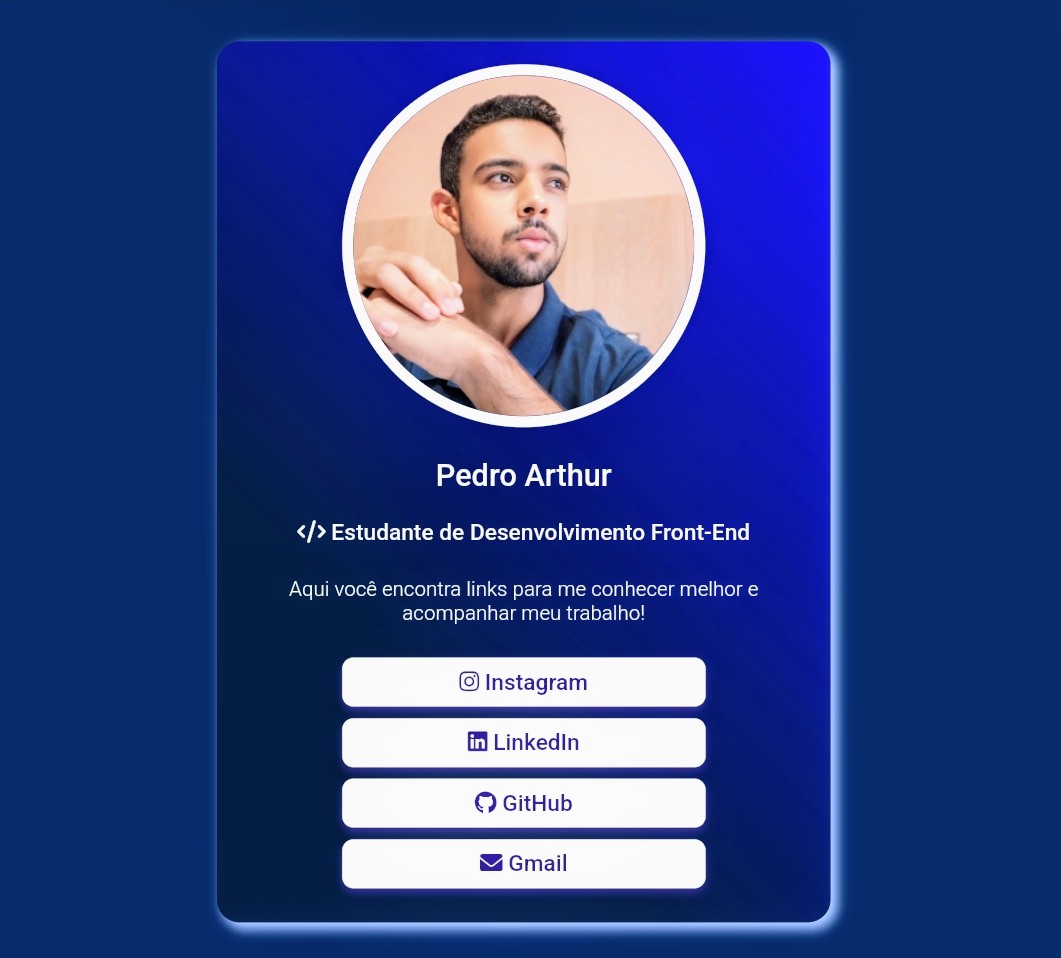 Pedro Arthur
Estudante de Desenvolvimento Front-End
Aqui você encontra links para me conhecer melhor e
acompanhar meu trabalho!
Instagram
LinkedIn
GitHub
Gmail